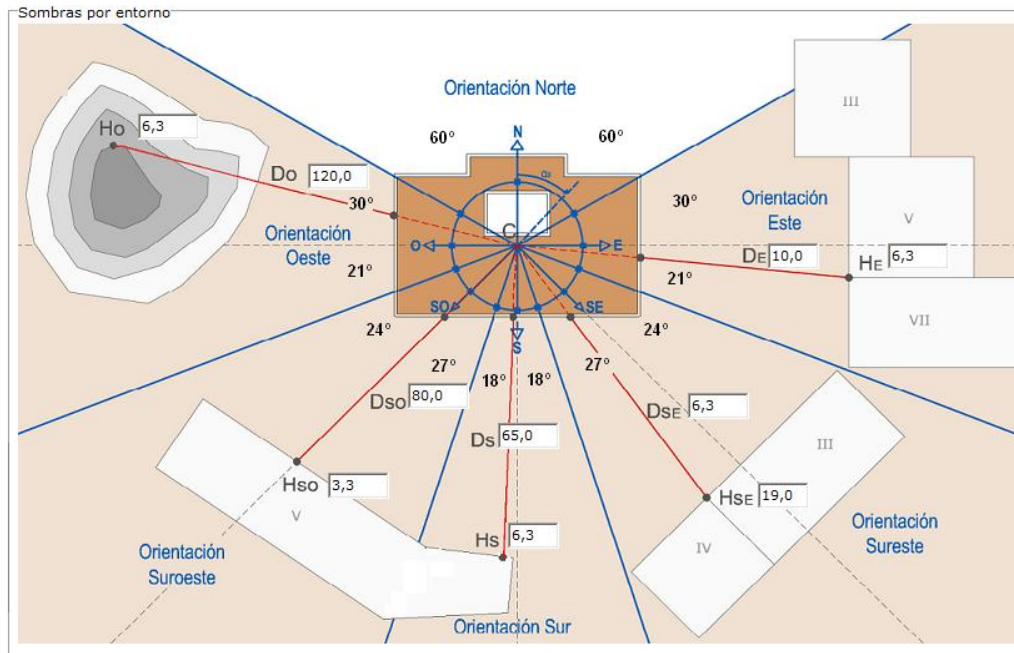 Sombras por entorno
Orientación Norte
III
Ho 6,3
60°
N
60°
α
Do 120,0
30°
30°
Orientación
Este
V
Orientación
Oeste
C
O
E
DE 10,0
HE 6,3
21°
21°
SO
SE
VII
24°
S
24°
27°
18°
18°
27°
Dso 80,0
DSE 6,3
Ds 65,0
III
Hso 3,3
HSE 19,0
V
Hs 6,3
Orientación
Suroeste
IV
Orientación
Sureste
Orientación Sur